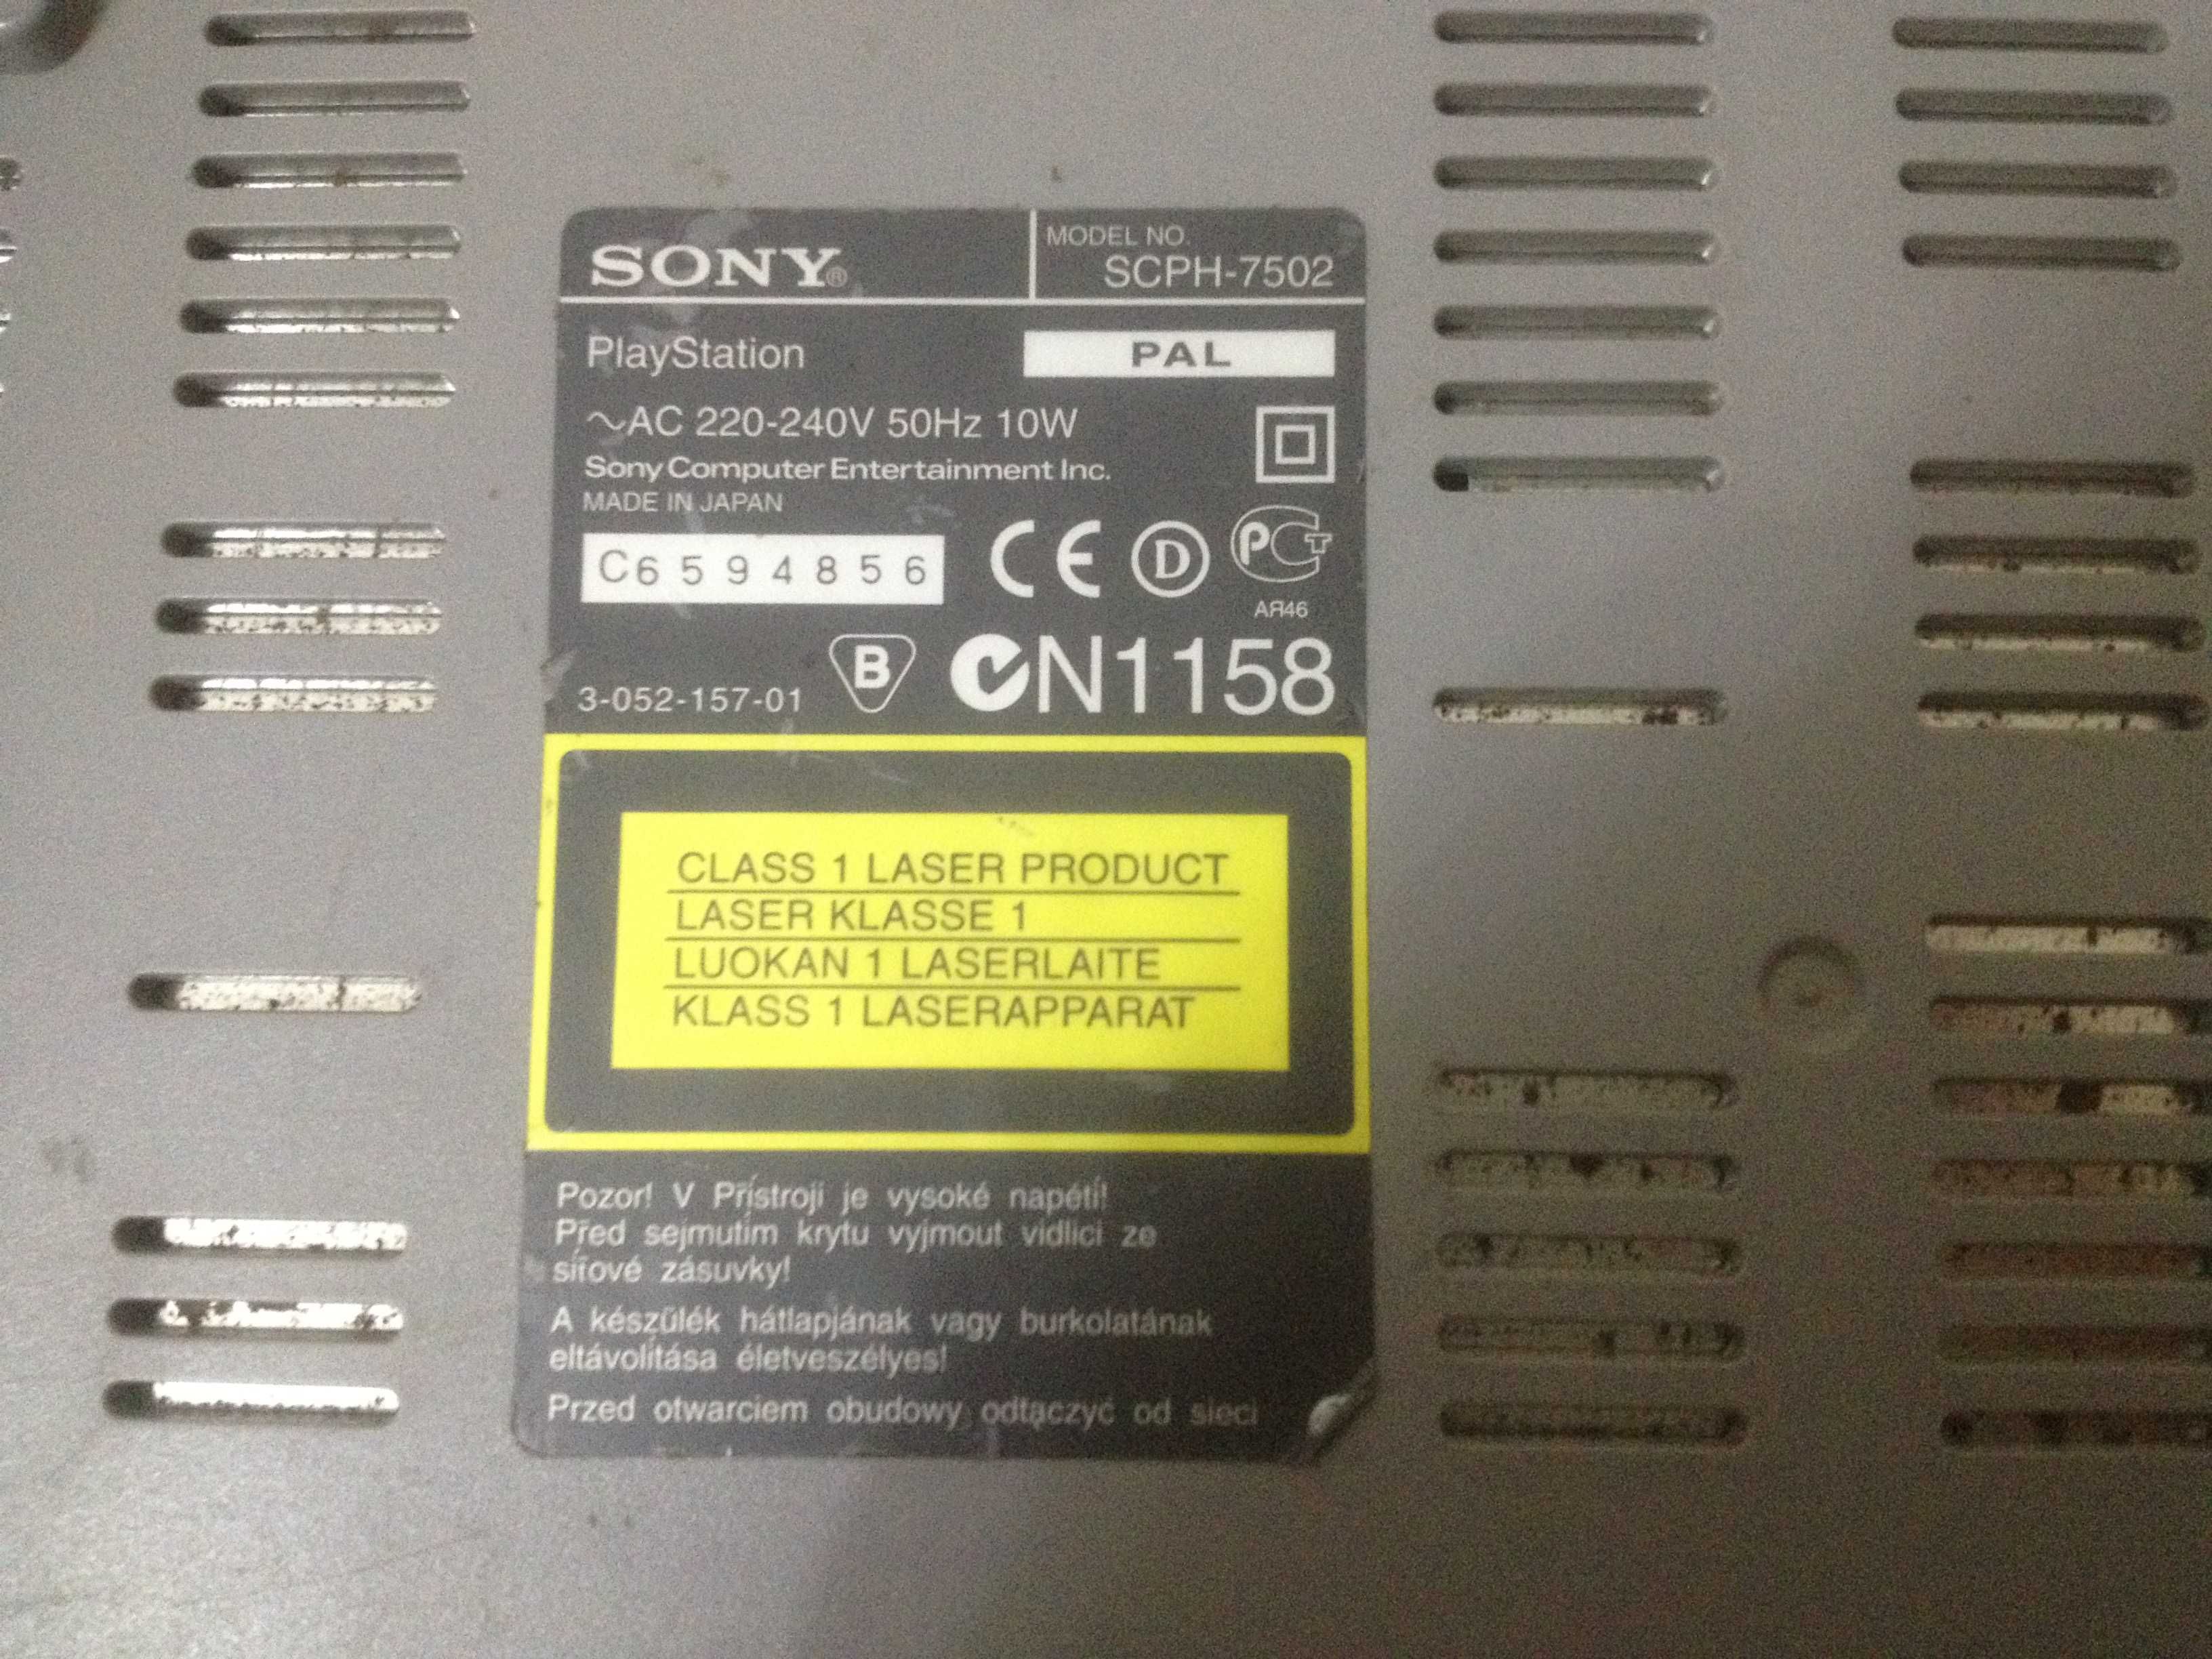 SONY®
MODEL NO.
SCPH-7502
PlayStation
PAL
~AC 220-240V 50Hz 10W
Sony Computer Entertainment Inc.
MADE IN JAPAN
C6594856
CE D PCT
АЯ46
3-052-157-01
B
N1158
CLASS 1 LASER PRODUCT
LASER KLASSE 1
LUOKAN 1 LASERLAITE
KLASS 1 LASERAPPARAT
Pozor! V Přístroji je vysoké napětí!
Před sejmutím krytu vyjmout vidlici ze
síťové zásuvky!
A készülék hátlapjának vagy burkolatának
eltávolítása életveszélyes!
Przed otwarciem obudowy odłączyć od sieci